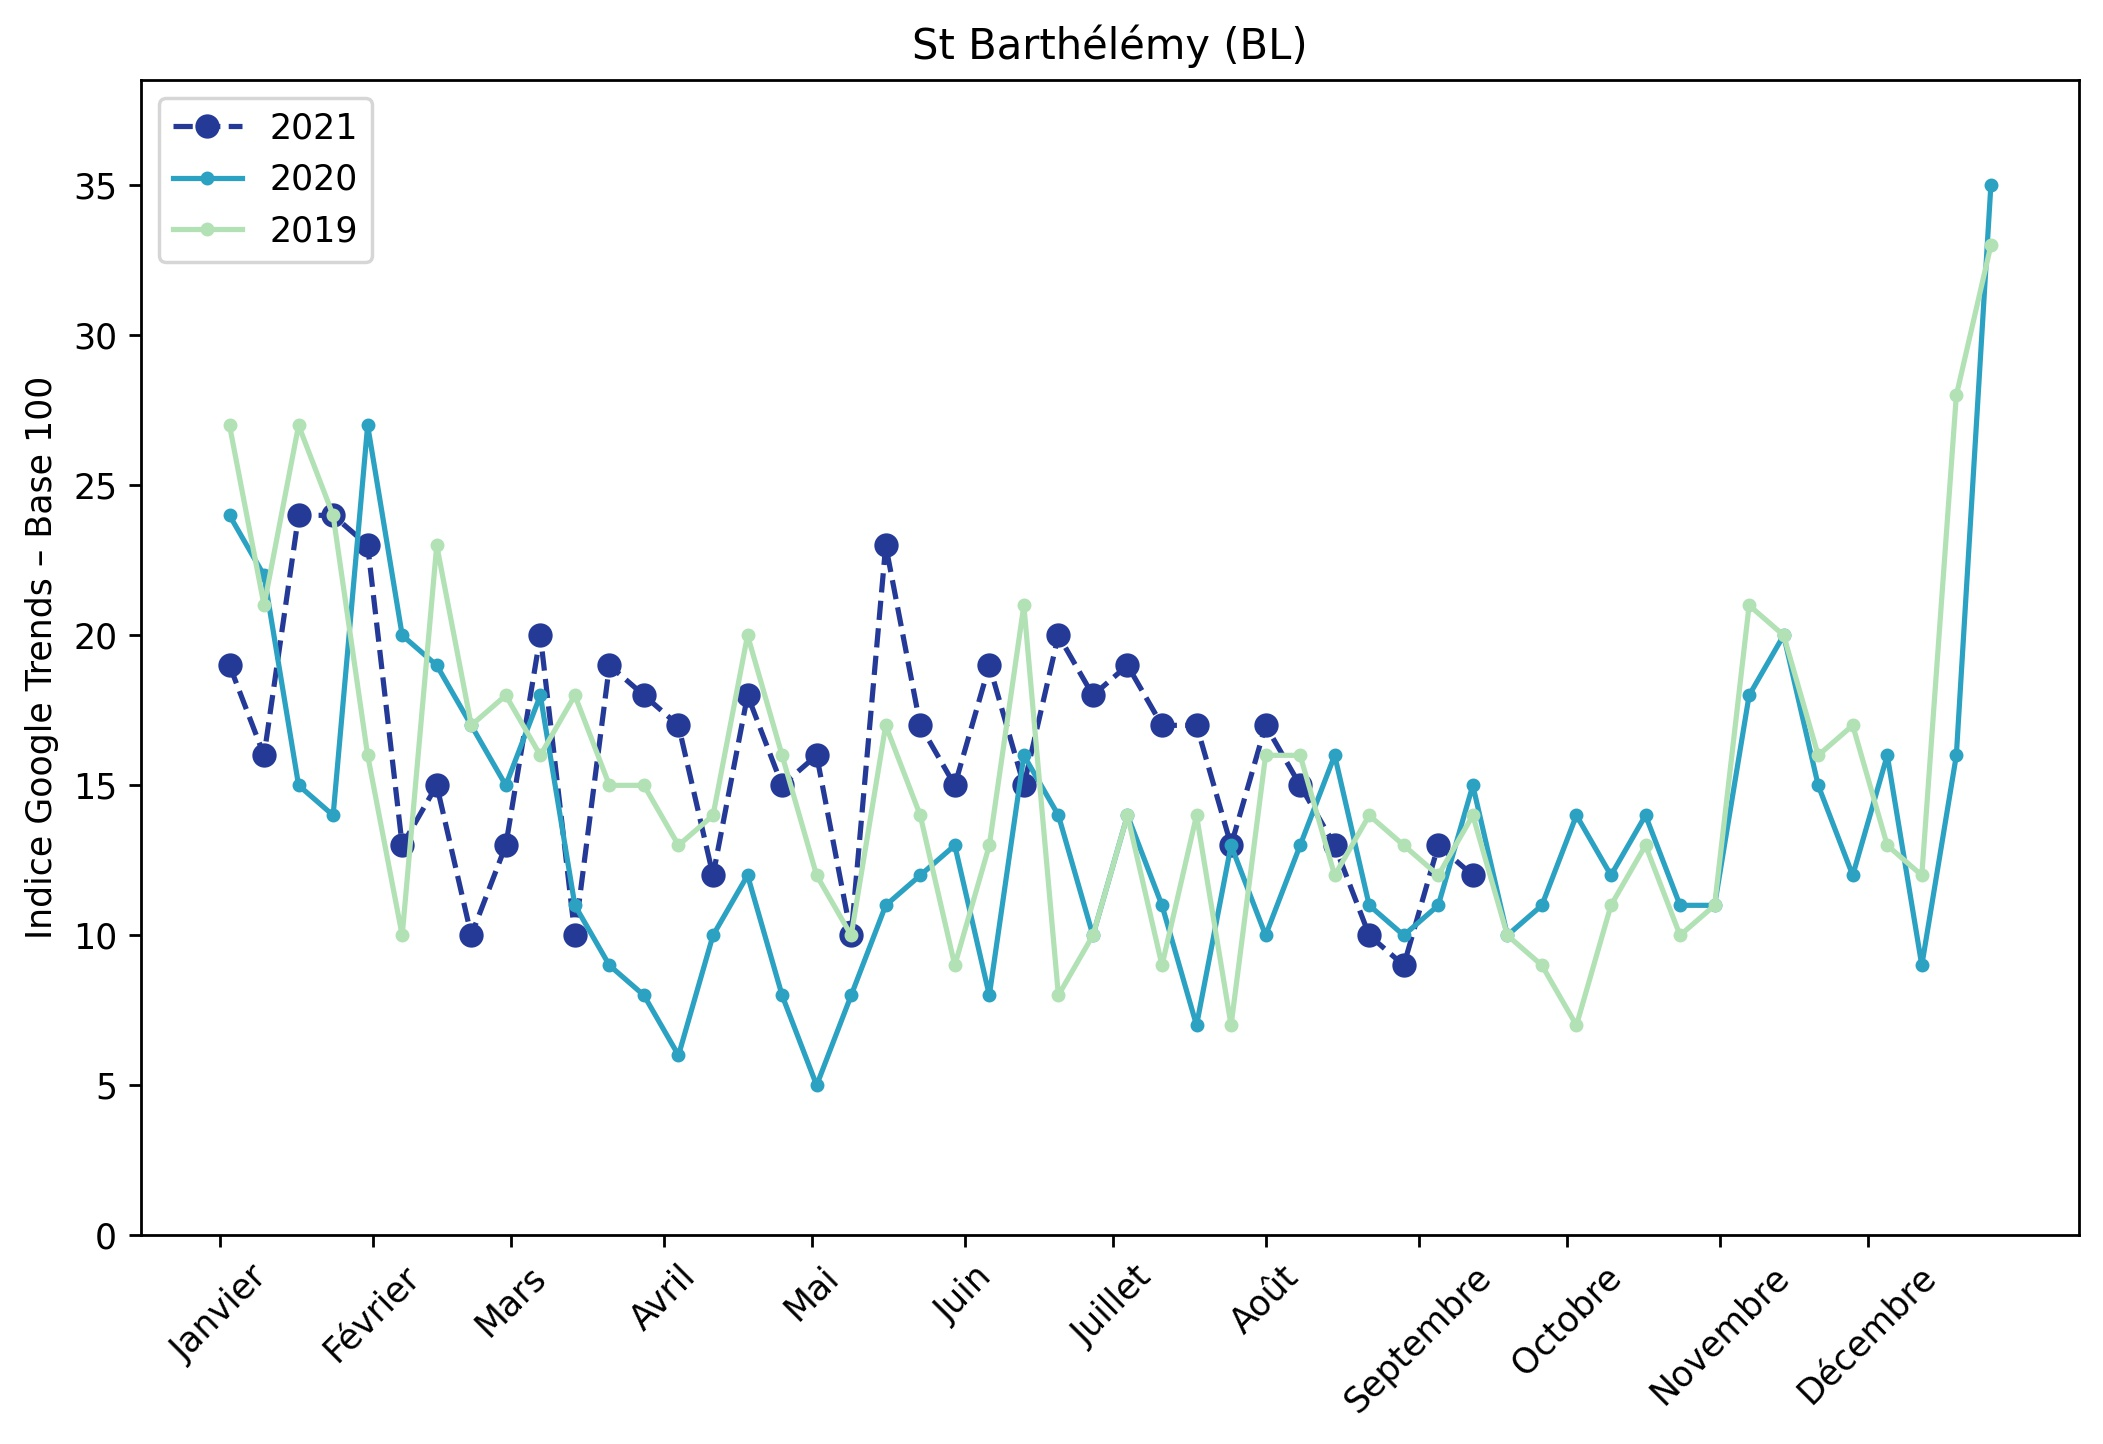 St Barthélémy (BL)
2021
2020
2019
Indice Google Trends – Base 100
35
30
25
20
15
10
5
0
Janvier
Février
Mars
Avril
Mai
Juin
Juillet
Août
Septembre
Octobre
Novembre
Décembre